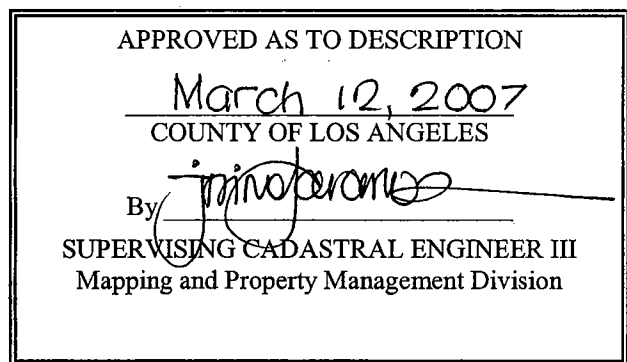 APPROVED AS TO DESCRIPTION
March 12, 2007
COUNTY OF LOS ANGELES
By
SUPERVISING CADASTRAL ENGINEER III
Mapping and Property Management Division